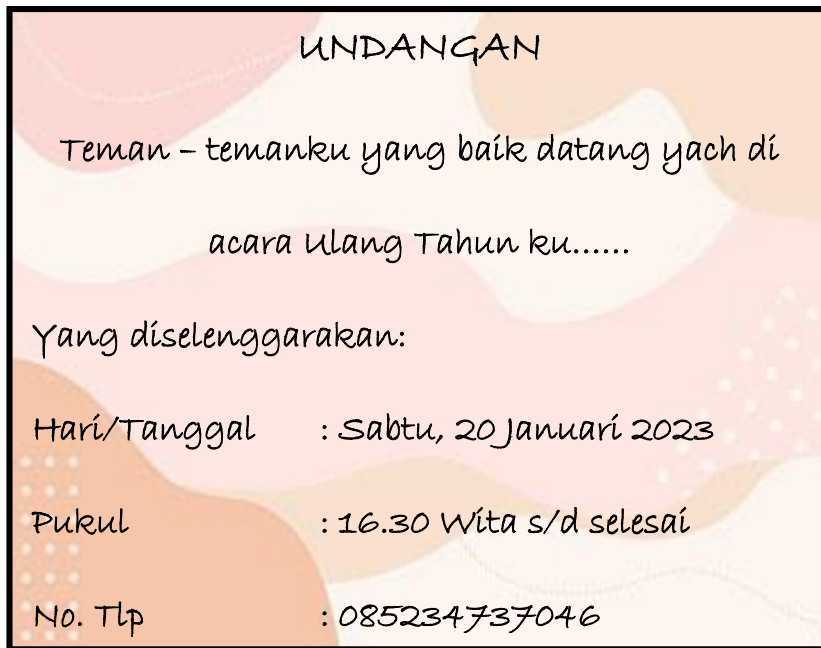 UNDANGAN
Teman – temanku yang baik datang yach di
acara Ulang Tahun ku......
Yang diselenggarakan:
Hari/Tanggal : Sabtu, 20 Januari 2023
Pukul : 16.30 Wita s/d selesai
No. Tlp : 085234737046